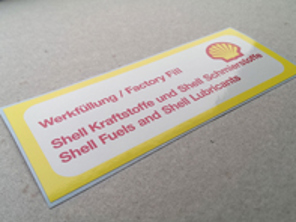 Werkfüllung / Factory Fill
Shell Kraftstoffe und Shell Schmierstoffe
Shell Fuels and Shell Lubricants